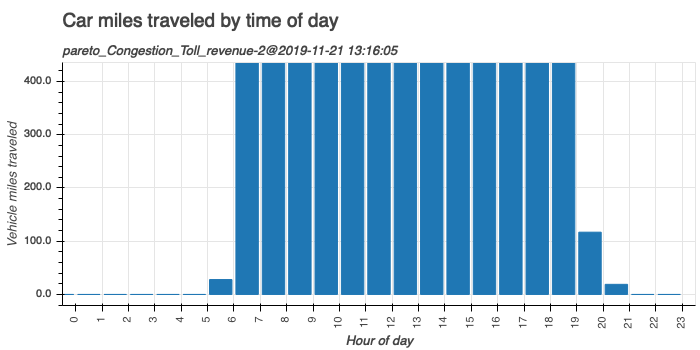 Car miles traveled by time of day
pareto_Congestion_Toll_revenue-2@2019-11-21 13:16:05
Vehicle miles traveled
400.0
300.0
200.0
100.0
0.0
0 1 2 3 4 5 6 7 8 9 10 11 12 13 14 15 16 17 18 19 20 21 22 23
Hour of day